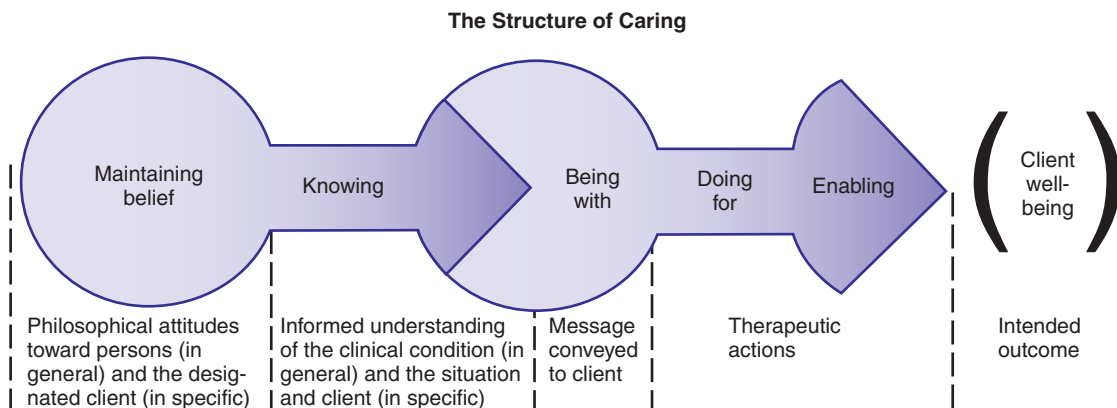 The Structure of Caring
Maintaining
belief
Knowing
Being
with
Doing
for
Enabling
Client
well-
being
Philosophical attitudes
toward persons (in
general) and the desig-
nated client (in specific)
Informed understanding
of the clinical condition (in
general) and the situation
and client (in specific)
Message
conveyed
to client
Therapeutic
actions
Intended
outcome